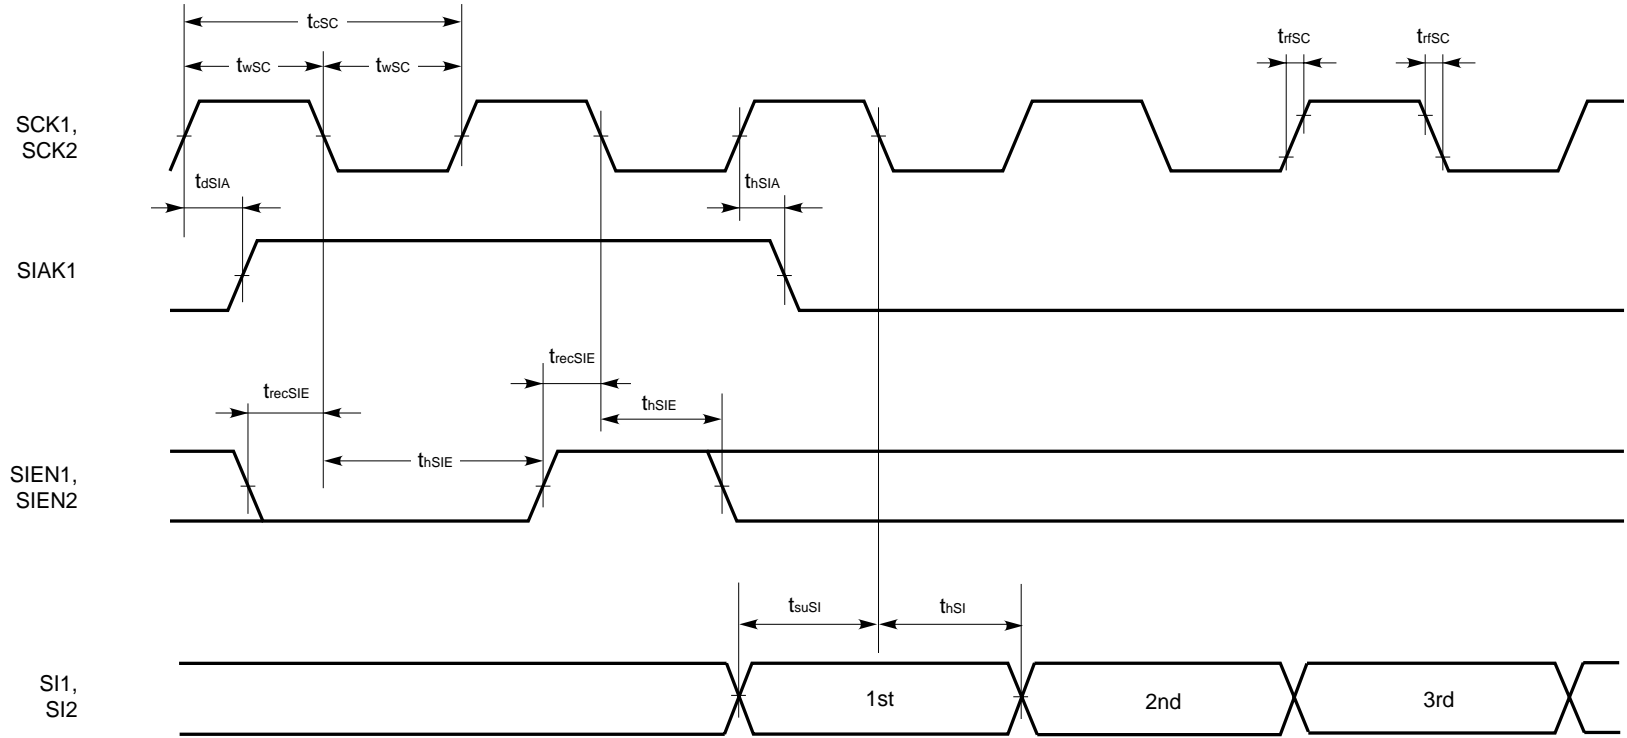 tcSC
twSC twSC
trfSC trfSC
SCK1,
SCK2
tdSIA thSIA
SIAK1
trecSIE
trecSIE
thSIE
thSIE
SIEN1,
SIEN2
tsuSI thSI
SI1,
SI2
1st 2nd 3rd